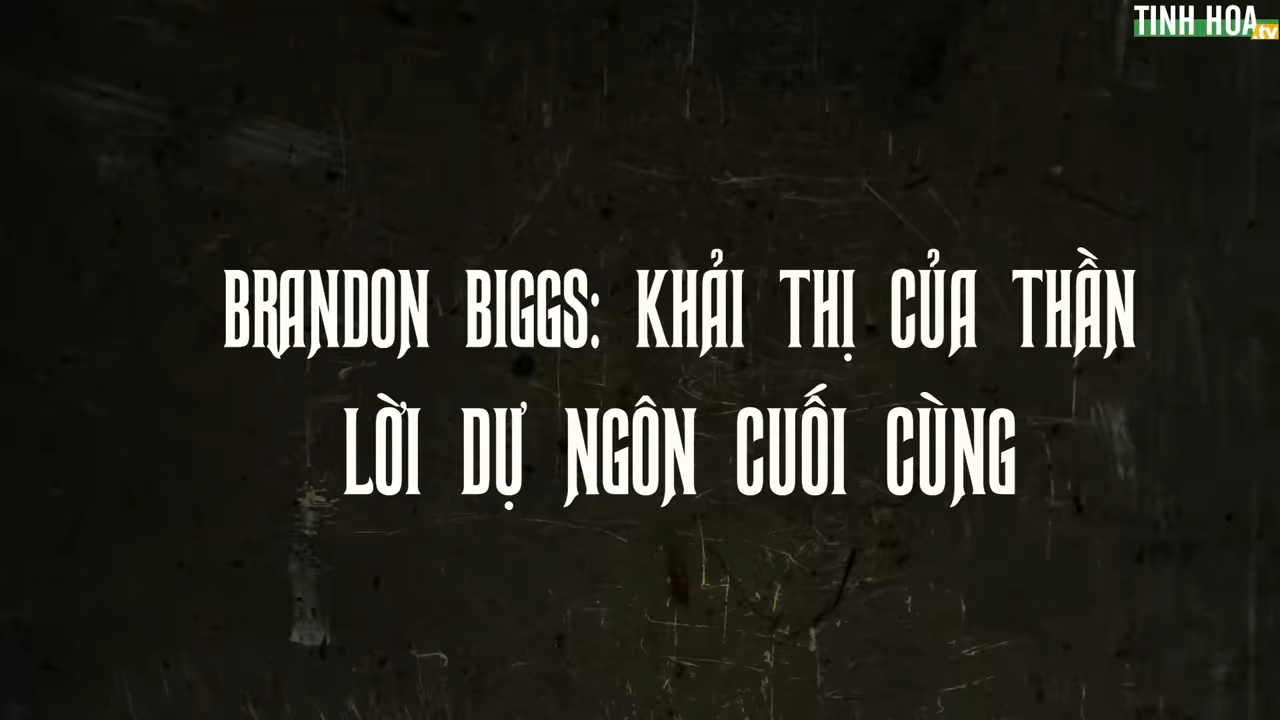 TINH HOA
.tv
BRANDON BIGGS: KHẢI THỊ CỦA THẦN
LỜI DỰ NGÔN CUỐI CÙNG